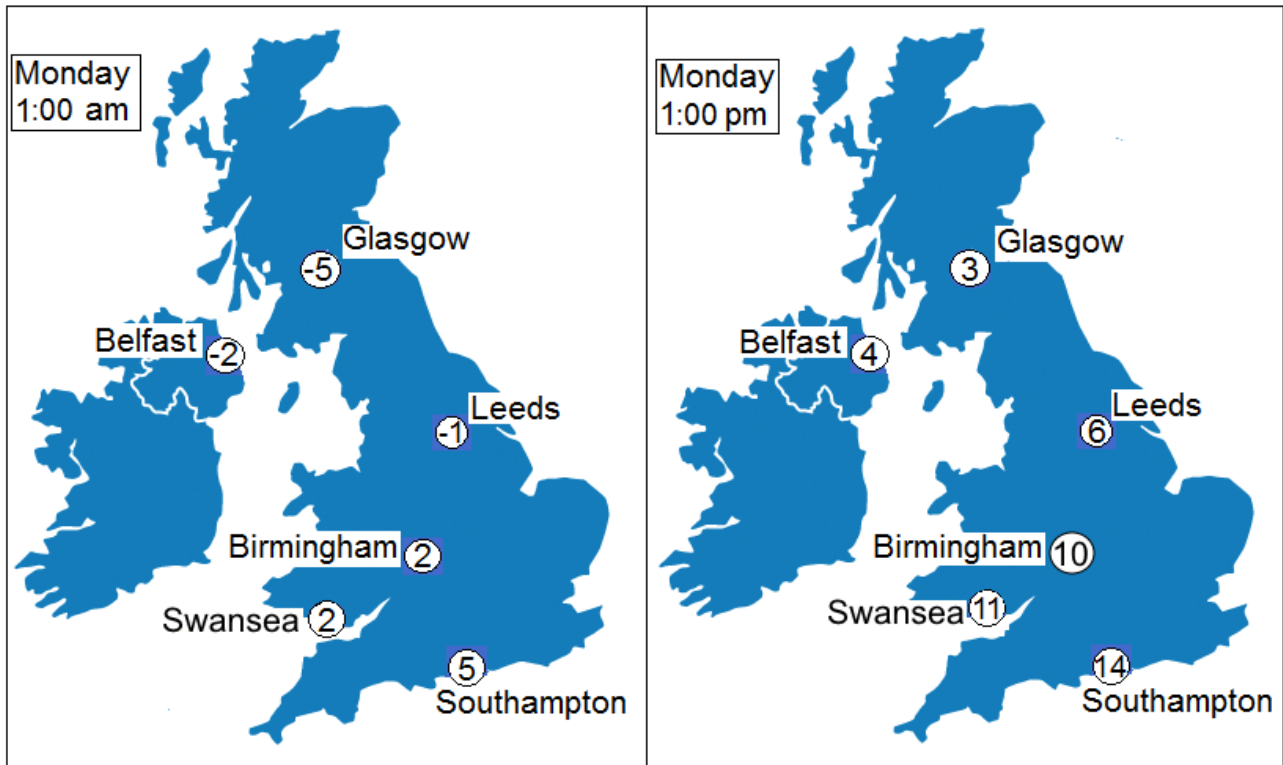 Monday
1:00 am
Glasgow
-5
Belfast
-2
Leeds
-1
Birmingham
2
Swansea
2
5
Southampton
Monday
1:00 pm
Glasgow
3
Belfast
4
Leeds
6
Birmingham
10
Swansea
11
14
Southampton